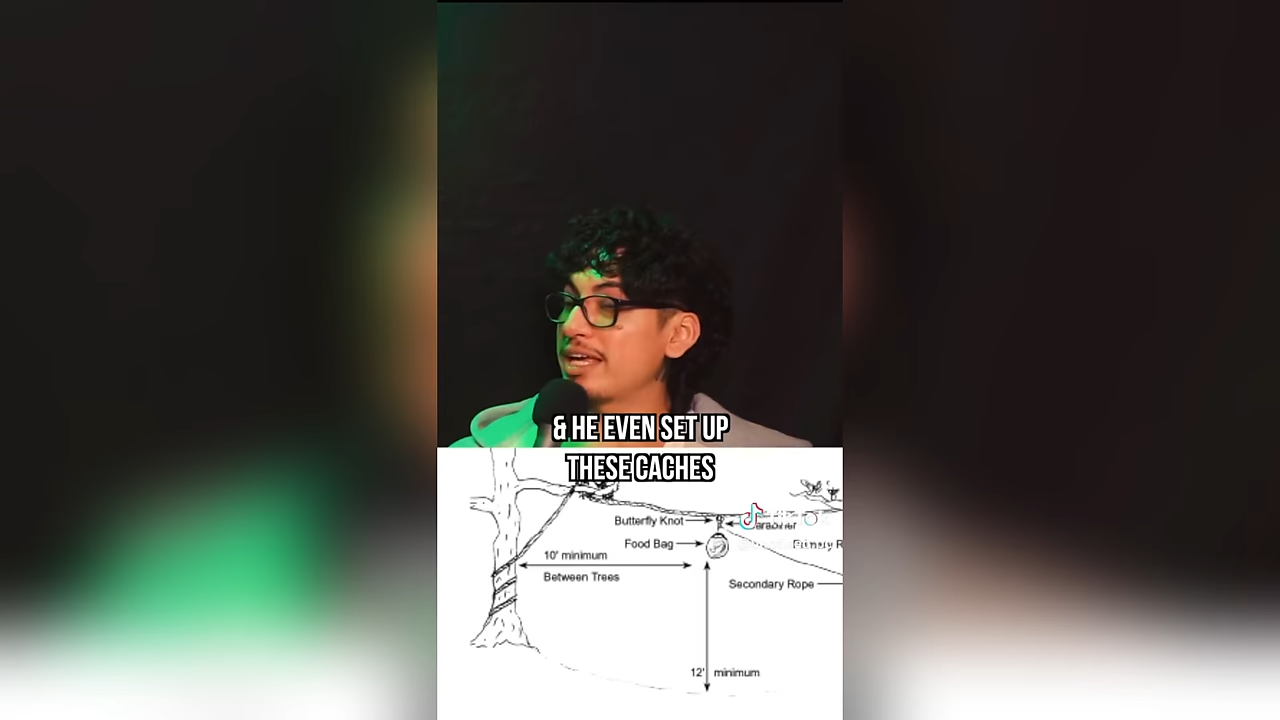 & HE EVEN SET UP
THESE CACHES
Butterfly Knot
Food Bag
10' minimum
Between Trees
Secondary Rope
12' minimum